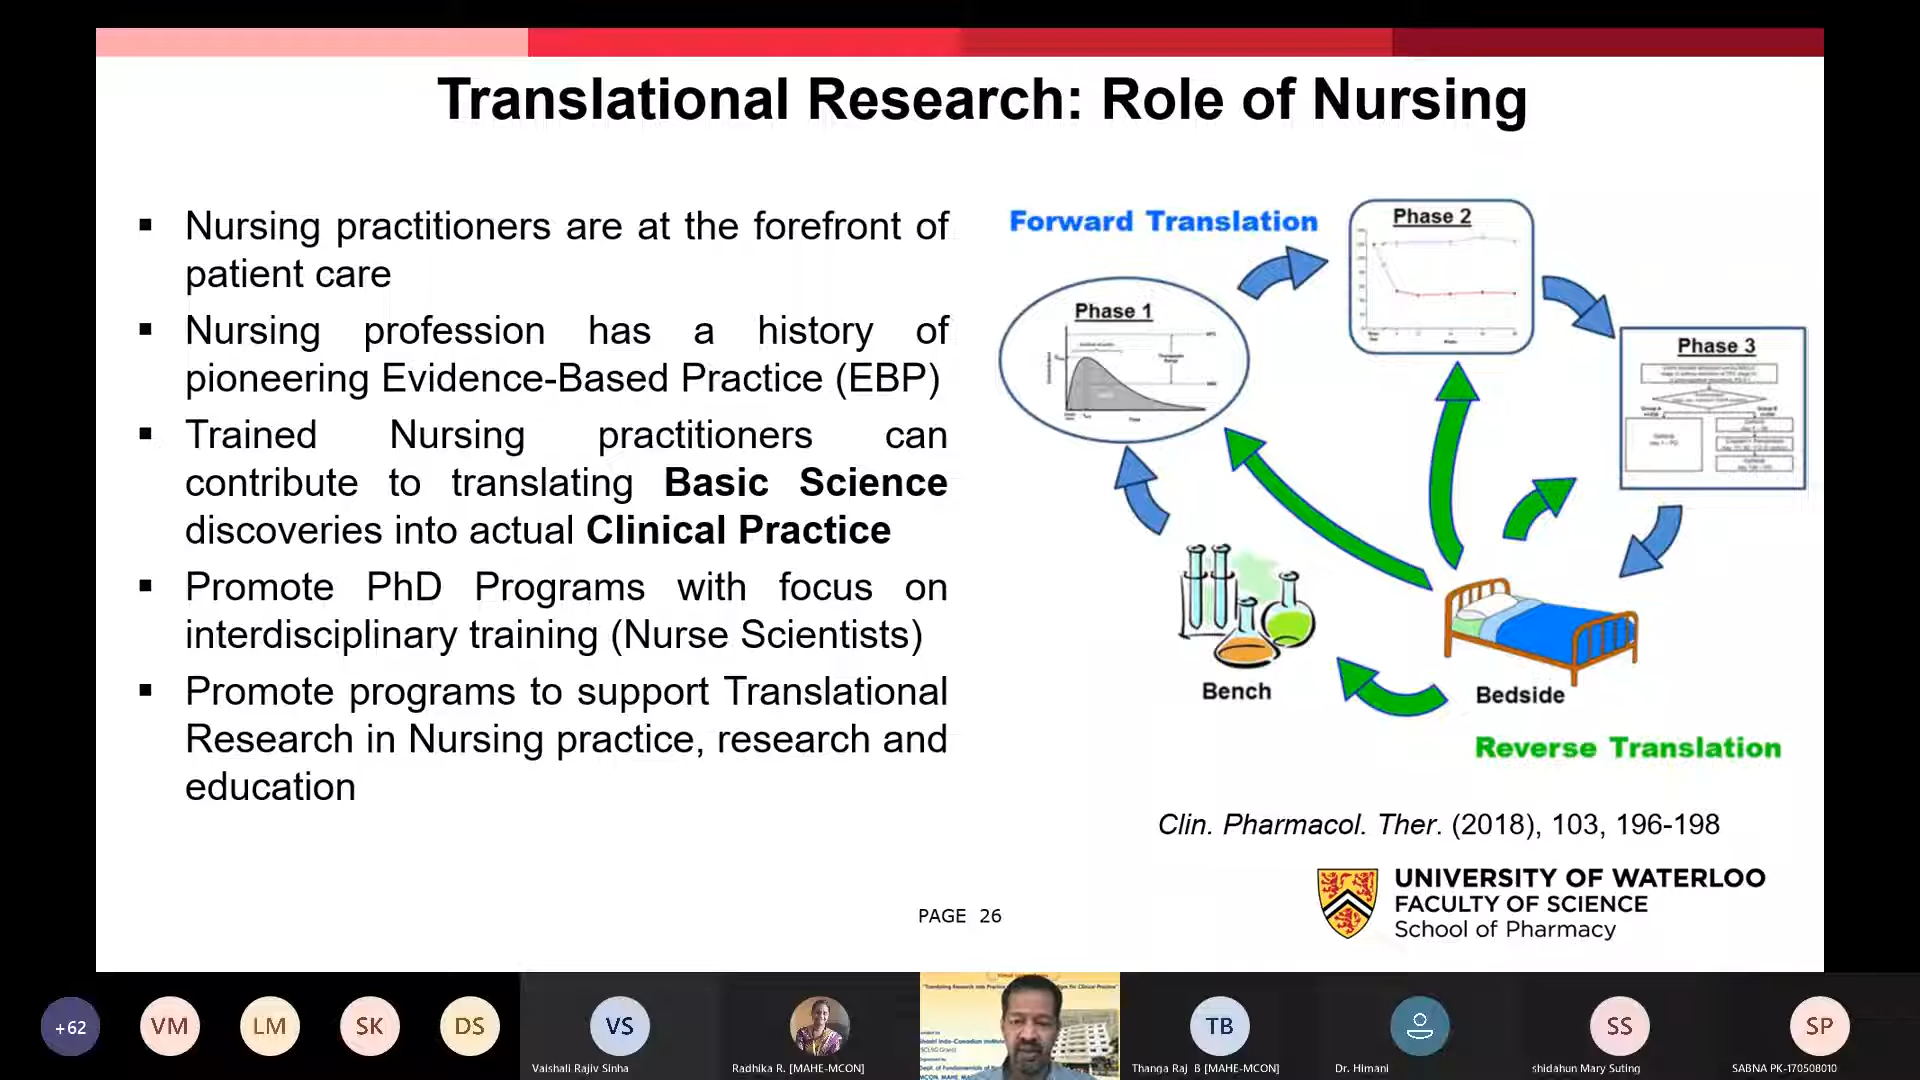 Translational Research: Role of Nursing
▪ Nursing practitioners are at the forefront of
patient care
▪ Nursing profession has a history of
pioneering Evidence-Based Practice (EBP)
▪ Trained Nursing practitioners can
contribute to translating Basic Science
discoveries into actual Clinical Practice
▪ Promote PhD Programs with focus on
interdisciplinary training (Nurse Scientists)
▪ Promote programs to support Translational
Research in Nursing practice, research and
education
Forward Translation
Phase 1
Phase 2
Phase 3
Bench
Bedside
Reverse Translation
Clin. Pharmacol. Ther. (2018), 103, 196-198
UNIVERSITY OF WATERLOO
FACULTY OF SCIENCE
School of Pharmacy
PAGE 26
+62
VM
LM
SK
DS
VS
Vaishali Rajiv Sinha
Radhika R. [MAHE-MCON]
TB
Thanga Raj B [MAHE-MCON]
Dr. Himani
SS
shidahun Mary Suting
SP
SABNA PK-170508010